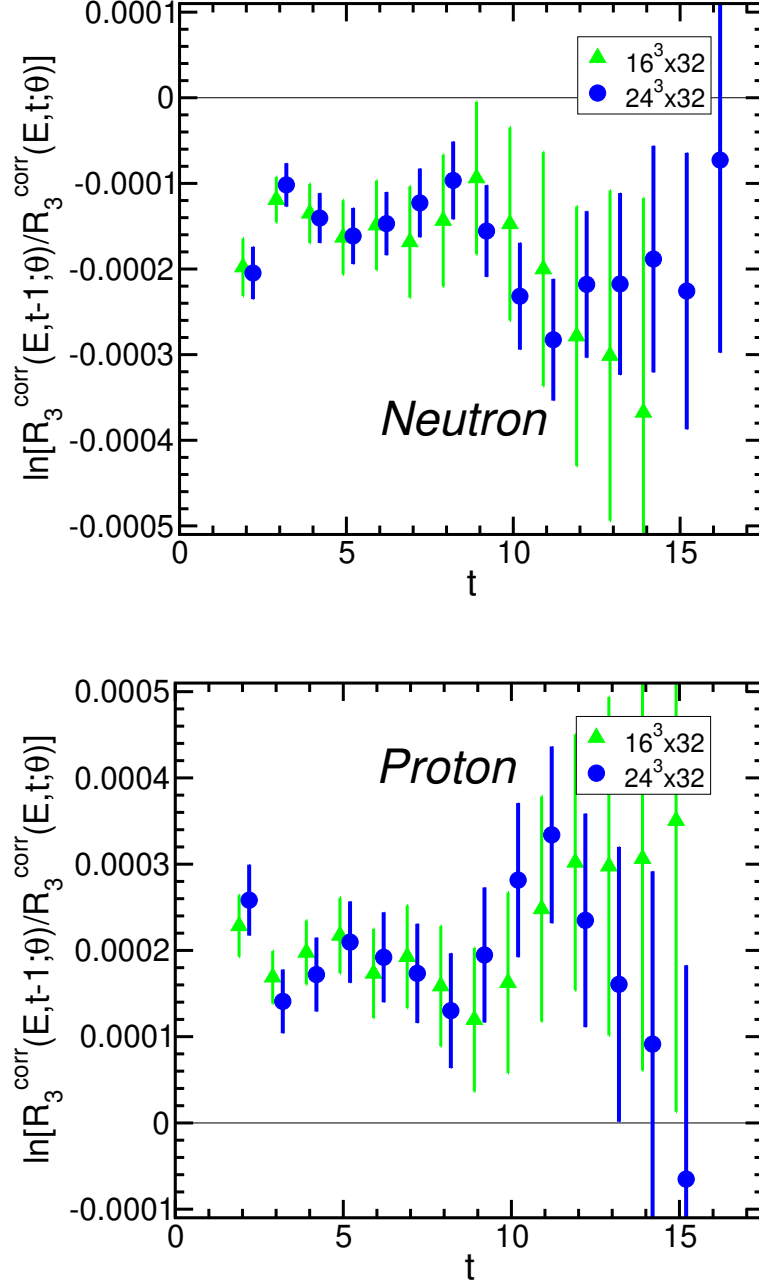 0.0001
0
-0.0001
-0.0002
-0.0003
-0.0004
-0.0005
ln[R₃ᶜᵒʳʳ(E,t-1;θ)/R₃ᶜᵒʳʳ(E,t;θ)]
16³x32
24³x32
Neutron
0 5 10 15
t
0.0005
0.0004
0.0003
0.0002
0.0001
0
-0.0001
ln[R₃ᶜᵒʳʳ(E,t-1;θ)/R₃ᶜᵒʳʳ(E,t;θ)]
16³x32
24³x32
Proton
0 5 10 15
t